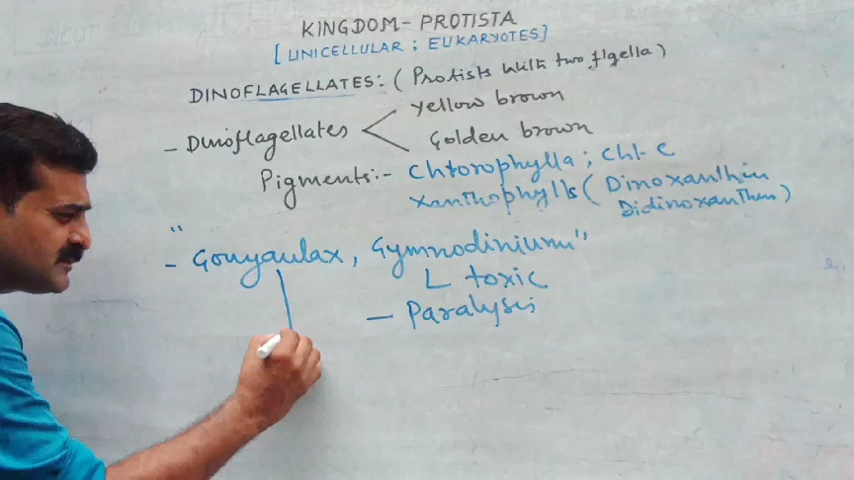 KINGDOM - PROTISTA
[UNICELLULAR ; EUKARYOTES]
DINOFLAGELLATES: (Protists with two flgella)
- Dinoflagellates
Yellow brown
Golden brown
Pigments:- Chlorophylla ; Chl-c
Xanthophylls (Dinoxanthin
Didinoxanthin)
"
- Gonyaulax, Gymnodinium"
L toxic
- Paralysis